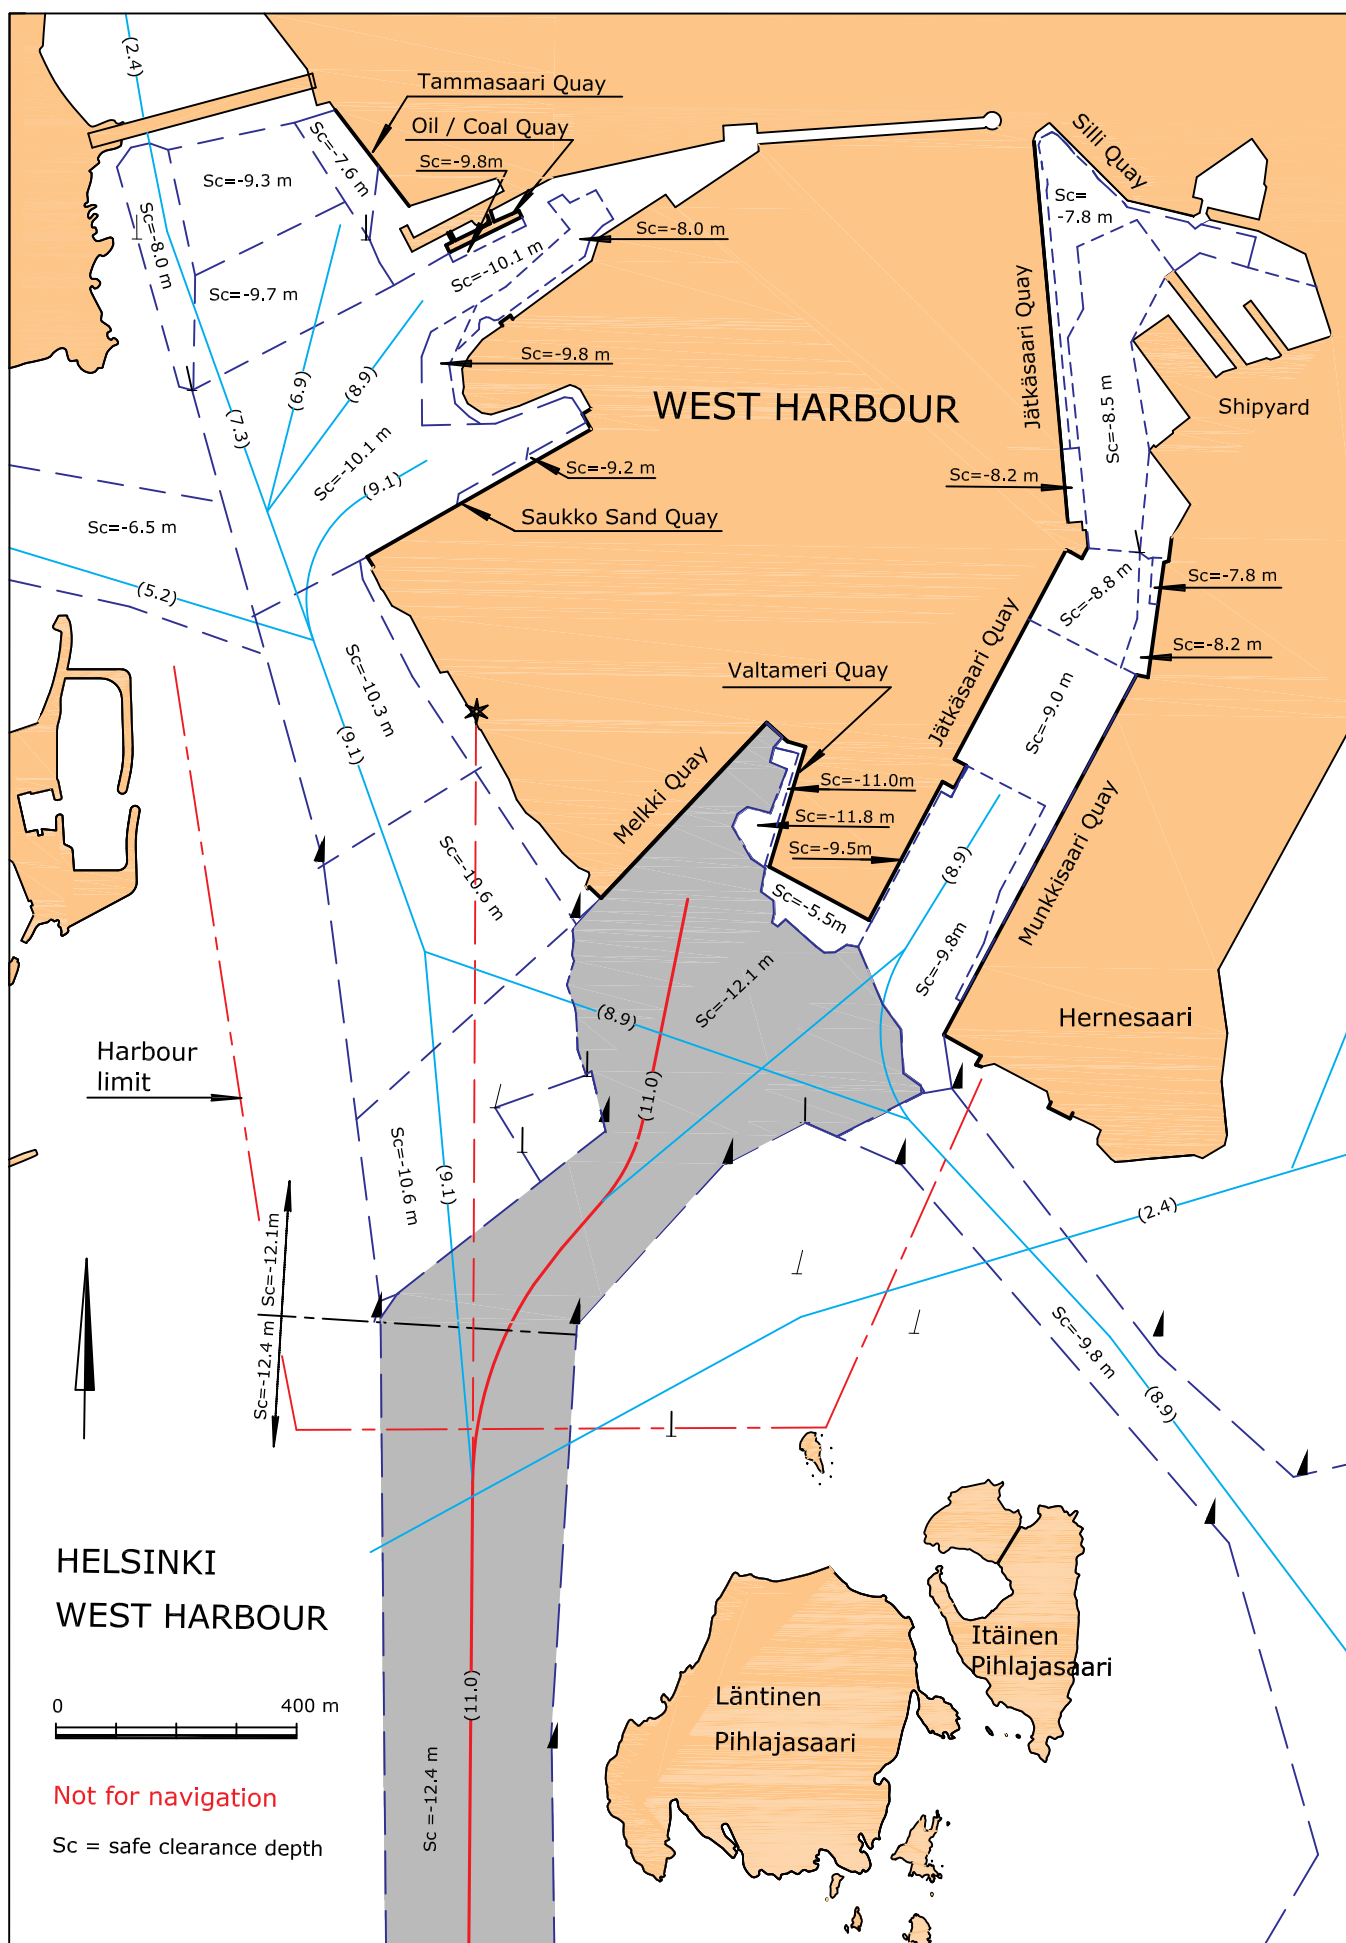 (2.4)
Tammasaari Quay
Oil / Coal Quay
Sc=-9.8m
Sc=-7.6 m
Sc=-9.3 m
Silli Quay
Sc=
-7.8 m
Sc=-8.0 m
Sc=-8.0 m
Sc=-10.1 m
Sc=-9.7 m
Jätkäsaari Quay
Sc=-9.8 m
(6.9)
(8.9)
(7.3)
WEST HARBOUR
Shipyard
Sc=-8.5 m
Sc=-10.1 m
(9.1)
Sc=-9.2 m
Sc=-8.2 m
Saukko Sand Quay
Sc=-6.5 m
(5.2)
Sc=-8.8 m
Sc=-7.8 m
Sc=-8.2 m
Jätkäsaari Quay
Valtameri Quay
Sc=-10.3 m
(9.1)
Sc=-9.0 m
Melkki Quay
Sc=-11.0m
Sc=-11.8 m
Sc=-9.5m
(8.9)
Munkkisaari Quay
Sc=-10.6 m
Sc=-5.5m
Sc=-9.8m
Sc=-12.1 m
(8.9)
Hernesaari
Harbour
limit
(11.0)
Sc=-10.6 m
(9.1)
(2.4)
Sc=-12.1m
Sc=-12.4 m
Sc=-9.8 m
(8.9)
HELSINKI
WEST HARBOUR
Itäinen
Pihlajasaari
Läntinen
Pihlajasaari
(11.0)
0 400 m
Sc =-12.4 m
Not for navigation
Sc = safe clearance depth